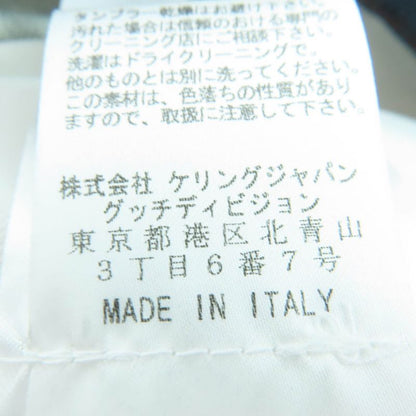 タンブラー乾燥はお避け下さい。
汚れた場合は信頼のおける専門の
クリーニング店にご相談下さい。
洗濯はドライクリーニングで、
他のものとは別に洗ってください。
この素材は、色落ちの性質があり
ますので、取扱に注意して下さい。
株式会社 ケリングジャパン
グッチディビジョン
東京都港区北青山
3丁目6番7号
MADE IN ITALY